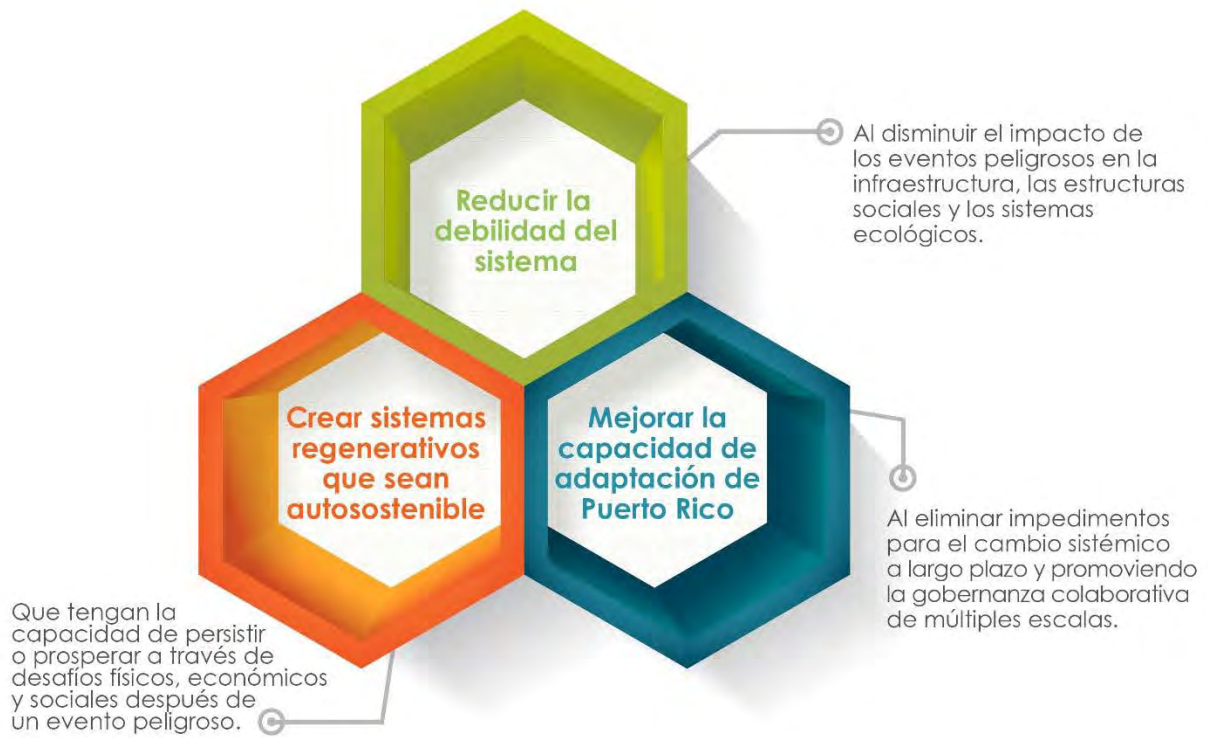 Reducir la
debilidad del
sistema
Al disminuir el impacto de
los eventos peligrosos en la
infraestructura, las estructuras
sociales y los sistemas
ecológicos.
Crear sistemas
regenerativos
que sean
autosostenible
Mejorar la
capacidad de
adaptación de
Puerto Rico
Al eliminar impedimentos
para el cambio sistémico
a largo plazo y promoviendo
la gobernanza colaborativa
de múltiples escalas.
Que tengan la
capacidad de persistir
o prosperar a través de
desafíos físicos, económicos
y sociales después de
un evento peligroso.